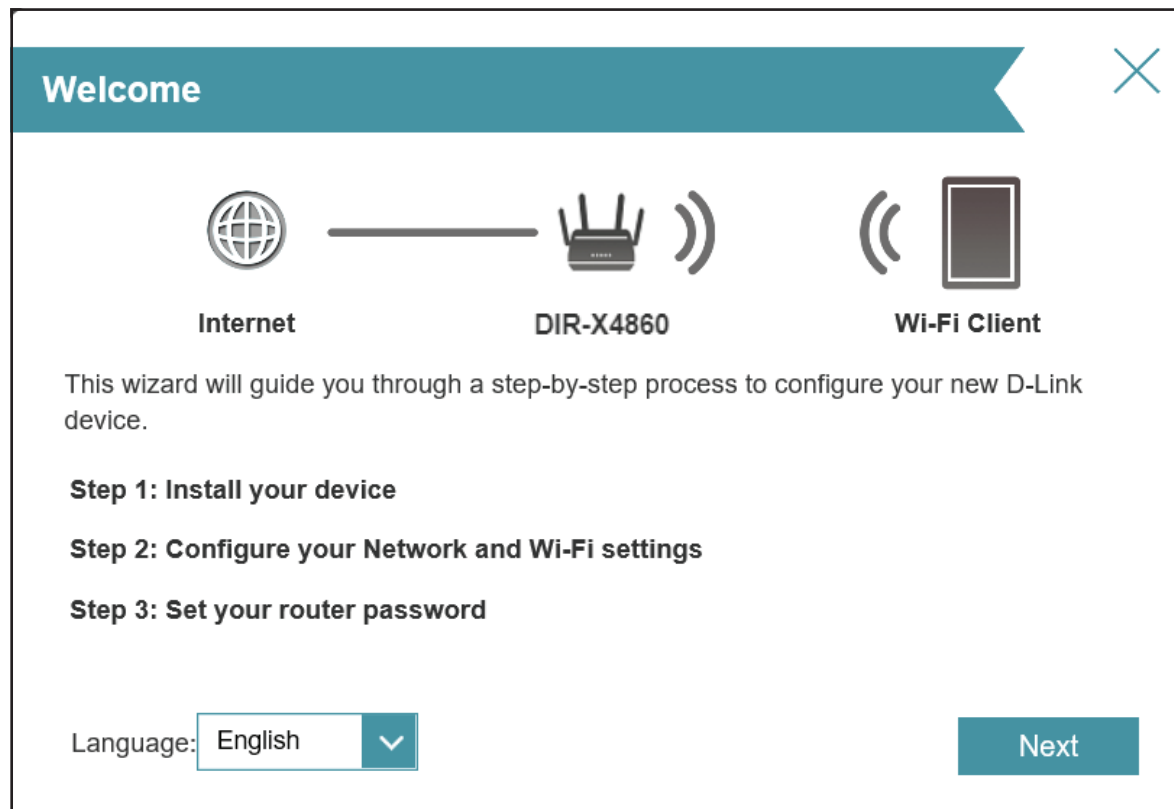 Welcome
Internet
DIR-X4860
Wi-Fi Client
This wizard will guide you through a step-by-step process to configure your new D-Link
device.
Step 1: Install your device
Step 2: Configure your Network and Wi-Fi settings
Step 3: Set your router password
Language: English
Next